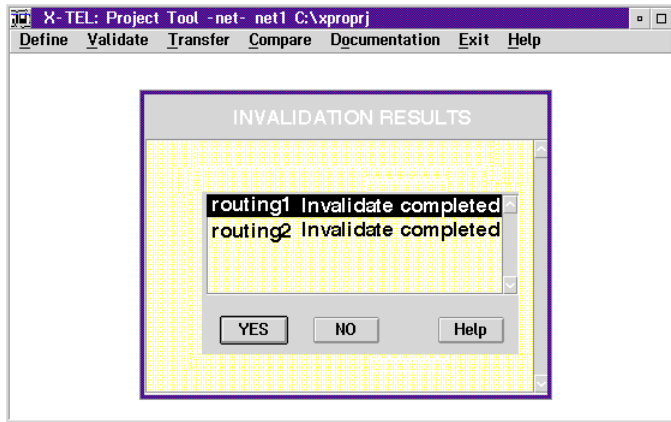 X-TEL: Project Tool -net- net1 C:\xproprj
Define Validate Transfer Compare Documentation Exit Help
INVALIDATION RESULTS
routing1 Invalidate completed
routing2 Invalidate completed
YES NO Help